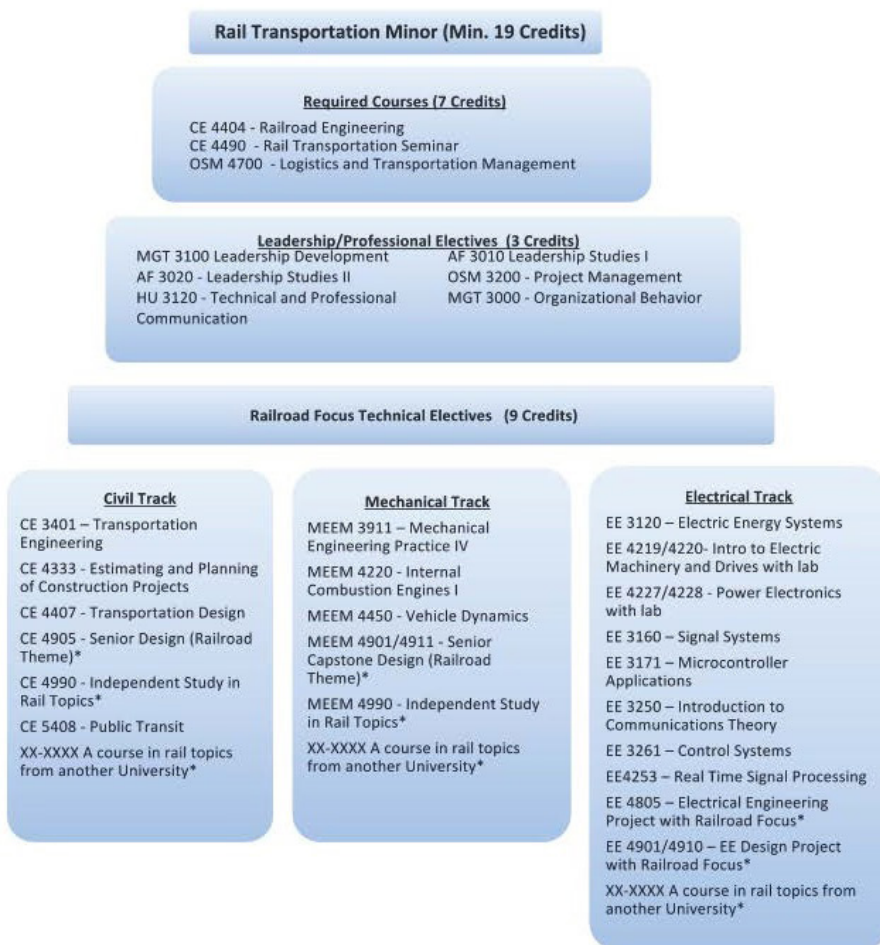 Rail Transportation Minor (Min. 19 Credits)
Required Courses (7 Credits)
CE 4404 - Railroad Engineering
CE 4490 - Rail Transportation Seminar
OSM 4700 - Logistics and Transportation Management
Leadership/Professional Electives (3 Credits)
MGT 3100 Leadership Development
AF 3020 - Leadership Studies II
HU 3120 - Technical and Professional
Communication
AF 3010 Leadership Studies I
OSM 3200 - Project Management
MGT 3000 - Organizational Behavior
Railroad Focus Technical Electives (9 Credits)
Civil Track
CE 3401 – Transportation
Engineering
CE 4333 - Estimating and Planning
of Construction Projects
CE 4407 - Transportation Design
CE 4905 - Senior Design (Railroad
Theme)*
CE 4990 - Independent Study in
Rail Topics*
CE 5408 - Public Transit
XX-XXXX A course in rail topics
from another University*
Mechanical Track
MEEM 3911 – Mechanical
Engineering Practice IV
MEEM 4220 - Internal
Combustion Engines I
MEEM 4450 - Vehicle Dynamics
MEEM 4901/4911 - Senior
Capstone Design (Railroad
Theme)*
MEEM 4990 - Independent Study
in Rail Topics*
XX-XXXX A course in rail topics
from another University*
Electrical Track
EE 3120 – Electric Energy Systems
EE 4219/4220- Intro to Electric
Machinery and Drives with lab
EE 4227/4228 - Power Electronics
with lab
EE 3160 – Signal Systems
EE 3171 – Microcontroller
Applications
EE 3250 – Introduction to
Communications Theory
EE 3261 – Control Systems
EE4253 – Real Time Signal Processing
EE 4805 – Electrical Engineering
Project with Railroad Focus*
EE 4901/4910 – EE Design Project
with Railroad Focus*
XX-XXXX A course in rail topics from
another University*